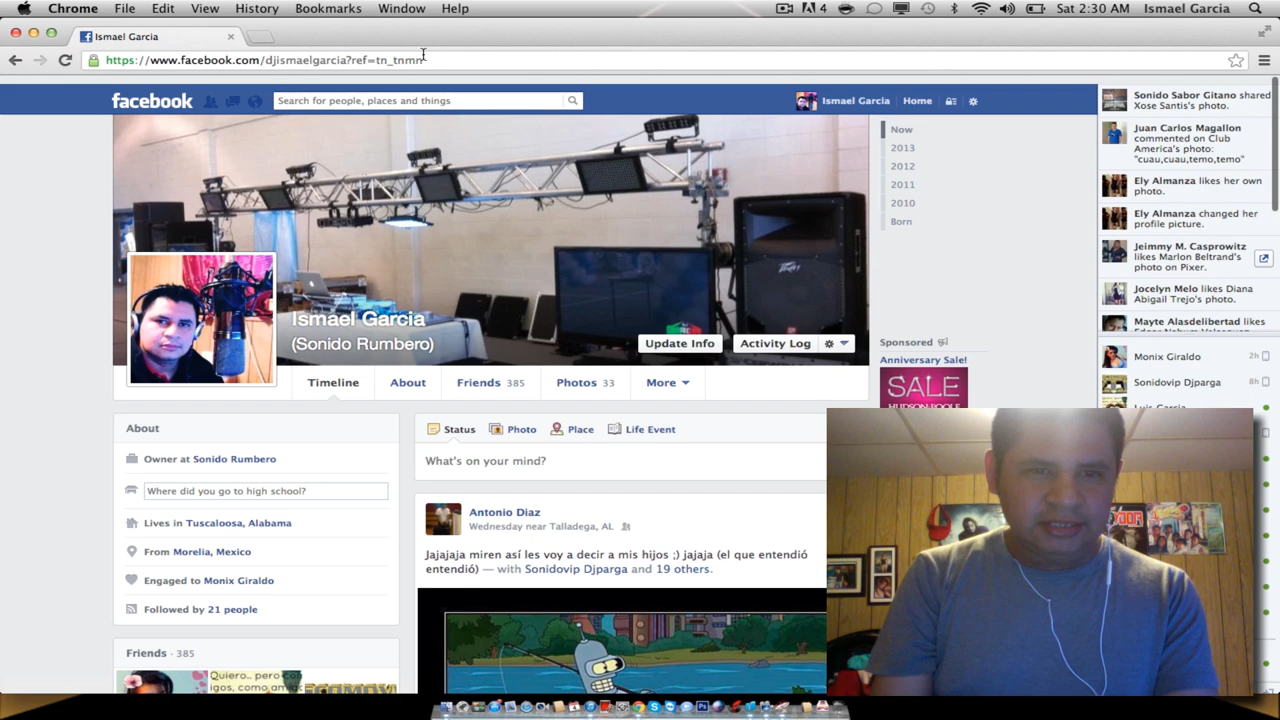 Chrome File Edit View History Bookmarks Window Help 4 Sat 2:30 AM Ismael Garcia
Ismael Garcia
https://www.facebook.com/djismaelgarcia?ref=tn_tnmn
facebook Search for people, places and things Ismael Garcia Home
Ismael Garcia
(Sonido Rumbero)
Update Info Activity Log
Timeline About Friends 385 Photos 33 More
Now
2013
2012
2011
2010
Born
Sponsored
Anniversary Sale!
SALE
About
Owner at Sonido Rumbero
Where did you go to high school?
Lives in Tuscaloosa, Alabama
From Morelia, Mexico
Engaged to Monix Giraldo
Followed by 21 people
Friends · 385
Quiero.. pero con
Status Photo Place Life Event
What's on your mind?
Antonio Diaz
Wednesday near Talladega, AL
Jajajaja miren así les voy a decir a mis hijos ;) jajaja (el que entendió
entendió) — with Sonidovip Djparga and 19 others.
Sonido Sabor Gitano shared
Xose Santis's photo.
Juan Carlos Magallon
commented on Club
America's photo:
"cuau,cuau,temo,temo"
Ely Almanza likes her own
photo.
Ely Almanza changed her
profile picture.
Jeimmy M. Casprowitz
likes Marlon Beltrand's
photo on Pixer.
Jocelyn Melo likes Diana
Abigail Trejo's photo.
Mayte Alasdelibertad likes
Monix Giraldo 2h
Sonidovip Djparga 8h
PEAVEY